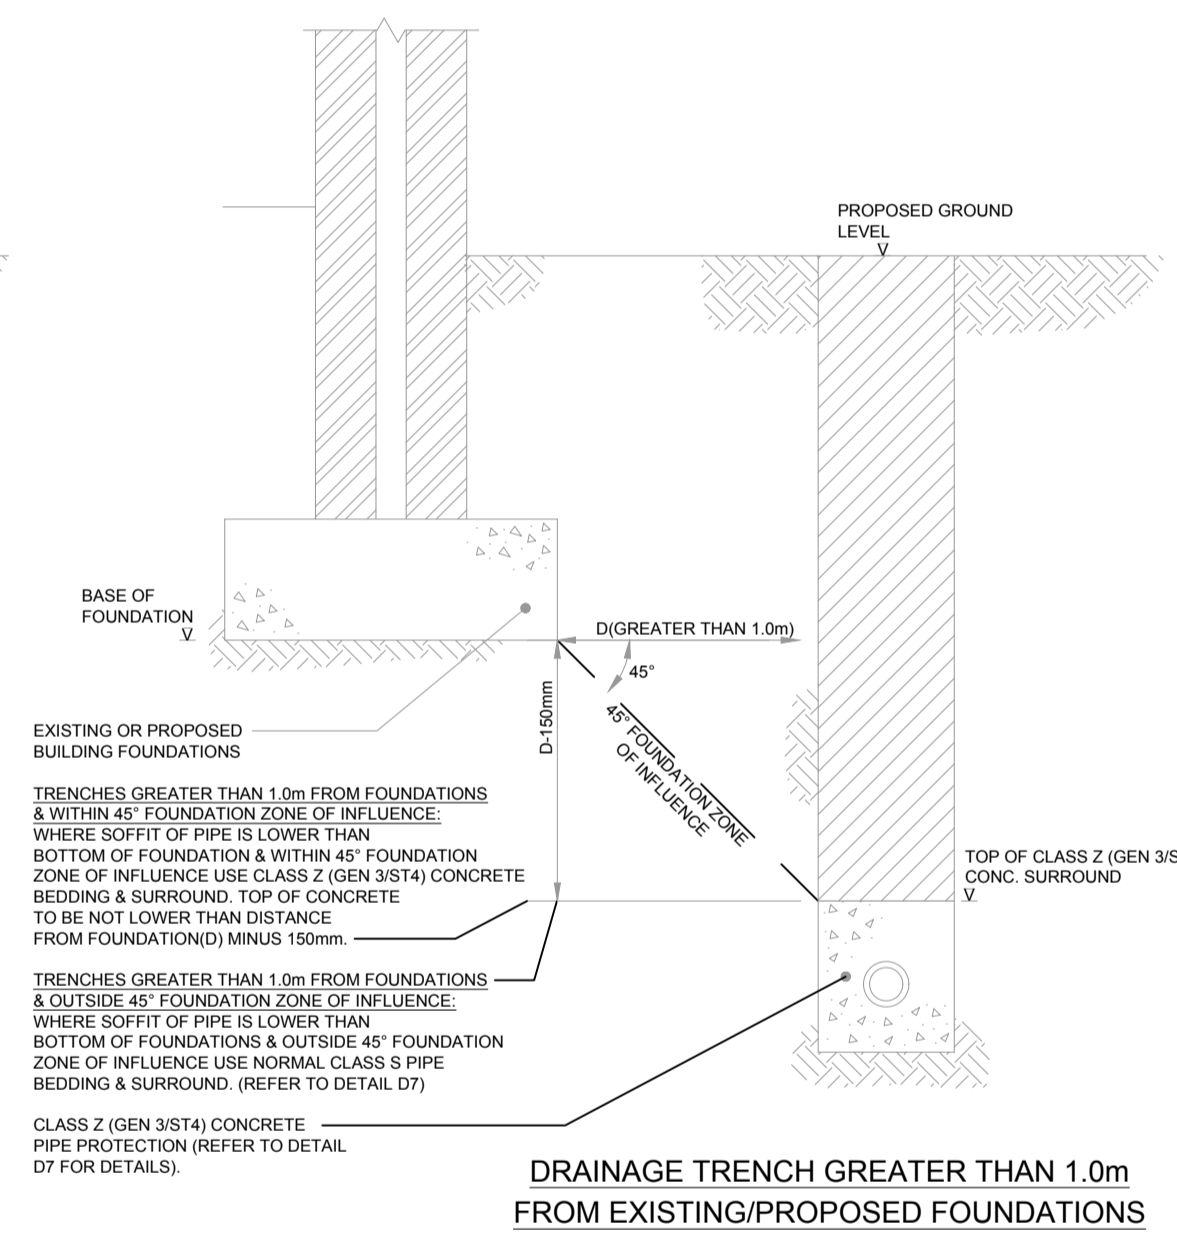 PROPOSED GROUND
LEVEL
BASE OF
FOUNDATION
D(GREATER THAN 1.0m)
45°
D-150mm
45° FOUNDATION ZONE
OF INFLUENCE
EXISTING OR PROPOSED
BUILDING FOUNDATIONS
TRENCHES GREATER THAN 1.0m FROM FOUNDATIONS
& WITHIN 45° FOUNDATION ZONE OF INFLUENCE:
WHERE SOFFIT OF PIPE IS LOWER THAN
BOTTOM OF FOUNDATION & WITHIN 45° FOUNDATION
ZONE OF INFLUENCE USE CLASS Z (GEN 3/ST4) CONCRETE
BEDDING & SURROUND. TOP OF CONCRETE
TO BE NOT LOWER THAN DISTANCE
FROM FOUNDATION(D) MINUS 150mm.
TOP OF CLASS Z (GEN 3/S
CONC. SURROUND
TRENCHES GREATER THAN 1.0m FROM FOUNDATIONS
& OUTSIDE 45° FOUNDATION ZONE OF INFLUENCE:
WHERE SOFFIT OF PIPE IS LOWER THAN
BOTTOM OF FOUNDATIONS & OUTSIDE 45° FOUNDATION
ZONE OF INFLUENCE USE NORMAL CLASS S PIPE
BEDDING & SURROUND. (REFER TO DETAIL D7)
CLASS Z (GEN 3/ST4) CONCRETE
PIPE PROTECTION (REFER TO DETAIL
D7 FOR DETAILS).
DRAINAGE TRENCH GREATER THAN 1.0m
FROM EXISTING/PROPOSED FOUNDATIONS